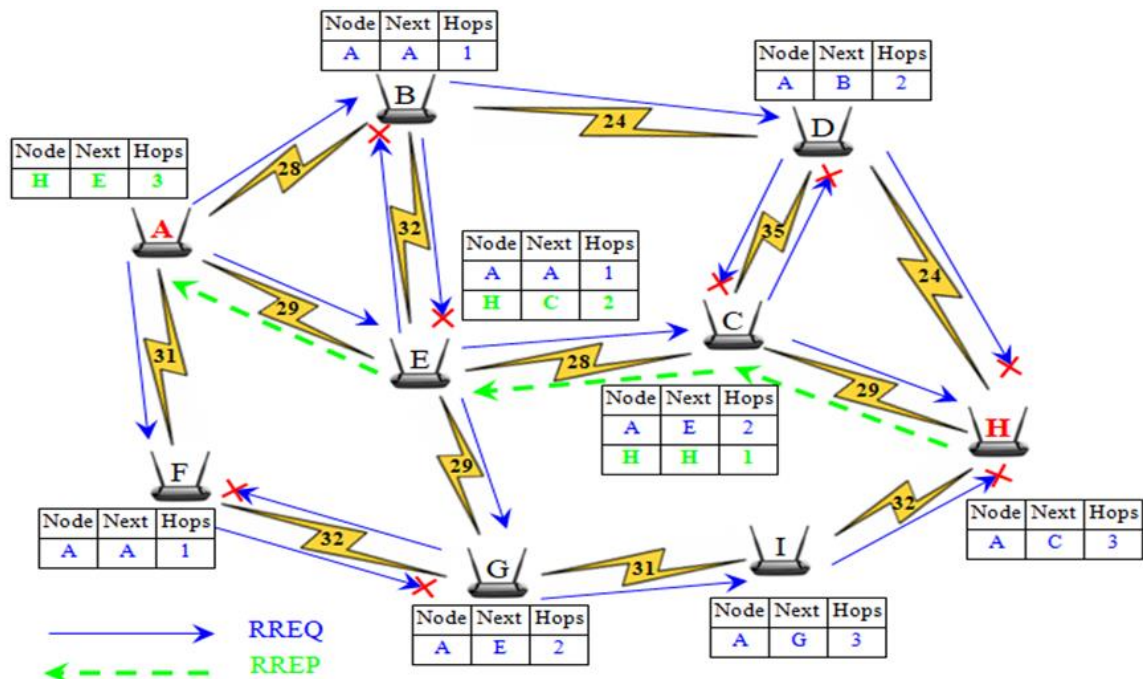 Node Next Hops
A A 1
B
Node Next Hops
A B 2
D
24
28
Node Next Hops
H E 3
A
32
35
24
Node Next Hops
A A 1
H C 2
C
29
E
28
29
31
Node Next Hops
A E 2
H H 1
H
F
29
32
Node Next Hops
A A 1
32
G
31
I
Node Next Hops
A C 3
Node Next Hops
A E 2
Node Next Hops
A G 3
RREQ
RREP